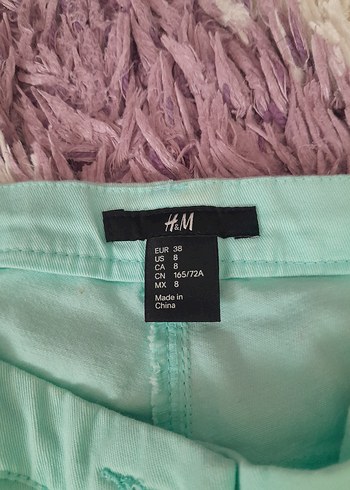 H&M
EUR 38
US 8
CA 8
CN 165/72A
MX 8
Made in
China